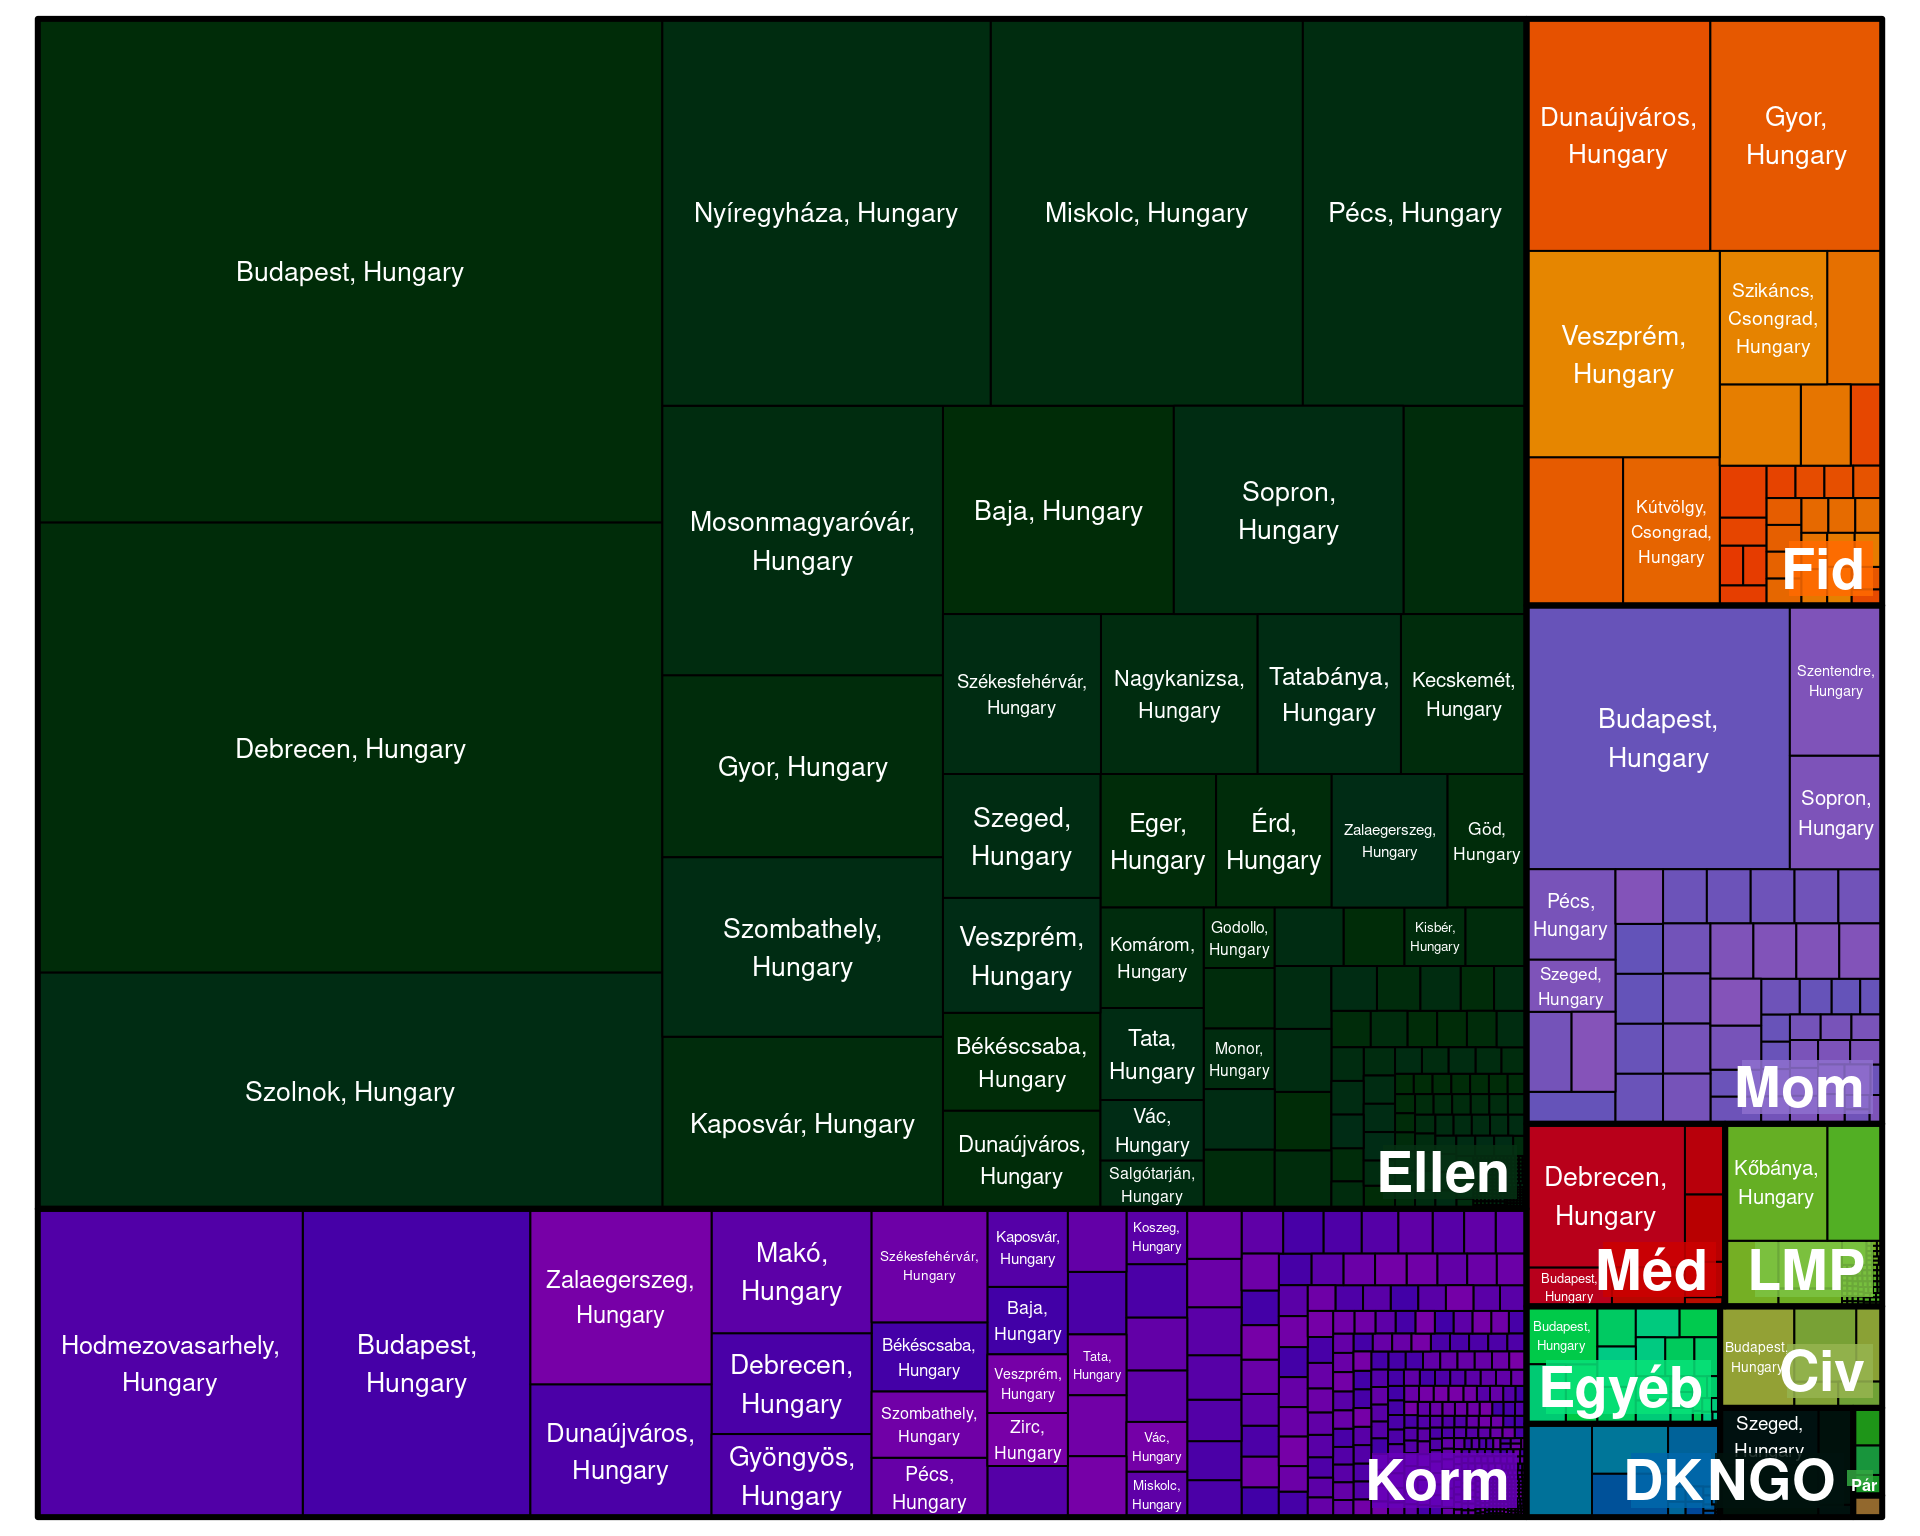 Budapest, Hungary
Debrecen, Hungary
Szolnok, Hungary
Nyíregyháza, Hungary
Miskolc, Hungary
Pécs, Hungary
Mosonmagyaróvár,
Hungary
Gyor, Hungary
Szombathely,
Hungary
Kaposvár, Hungary
Baja, Hungary
Sopron,
Hungary
Székesfehérvár,
Hungary
Nagykanizsa,
Hungary
Tatabánya,
Hungary
Kecskemét,
Hungary
Szeged,
Hungary
Veszprém,
Hungary
Békéscsaba,
Hungary
Dunaújváros,
Hungary
Eger,
Hungary
Érd,
Hungary
Zalaegerszeg,
Hungary
Göd,
Hungary
Komárom,
Hungary
Tata,
Hungary
Vác,
Hungary
Salgótarján,
Hungary
Godollo,
Hungary
Monor,
Hungary
Kisbér,
Hungary
Ellen
Hodmezovasarhely,
Hungary
Budapest,
Hungary
Zalaegerszeg,
Hungary
Dunaújváros,
Hungary
Makó,
Hungary
Debrecen,
Hungary
Gyöngyös,
Hungary
Székesfehérvár,
Hungary
Békéscsaba,
Hungary
Szombathely,
Hungary
Pécs,
Hungary
Kaposvár,
Hungary
Baja,
Hungary
Veszprém,
Hungary
Zirc,
Hungary
Tata,
Hungary
Koszeg,
Hungary
Vác,
Hungary
Miskolc,
Hungary
Korm
Dunaújváros,
Hungary
Gyor,
Hungary
Veszprém,
Hungary
Szikáncs,
Csongrad,
Hungary
Kútvölgy,
Csongrad,
Hungary
Fid
Budapest,
Hungary
Szentendre,
Hungary
Sopron,
Hungary
Pécs,
Hungary
Szeged,
Hungary
Mom
Debrecen,
Hungary
Budapest,
Hungary
Méd
Kőbánya,
Hungary
LMP
Budapest,
Hungary
Egyéb
Budapest,
Hungary
Civ
DK
Szeged,
Hungary
NGO
Pár